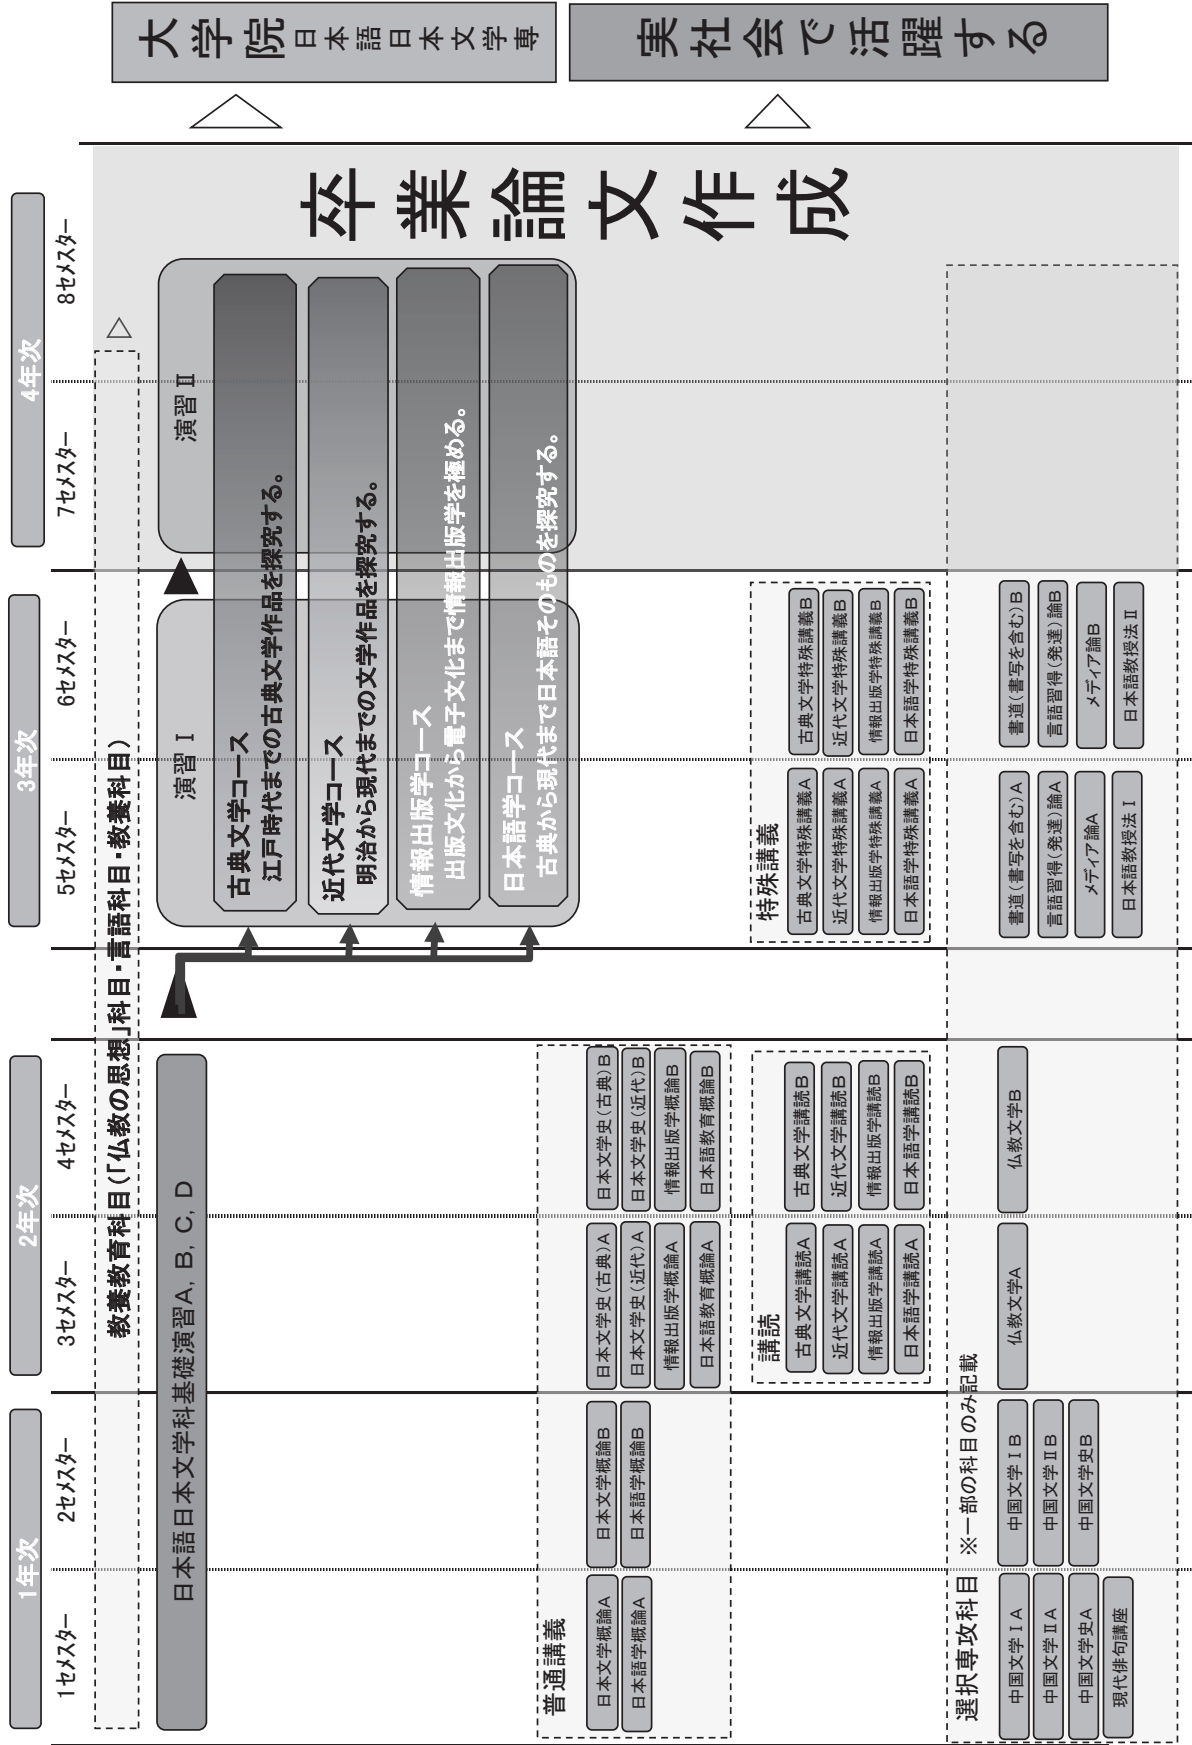 1年次
2年次
3年次
4年次
1セメスター
2セメスター
3セメスター
4セメスター
5セメスター
6セメスター
7セメスター
8セメスター
教養教育科目(「仏教の思想」科目・言語科目・教養科目)
日本語日本文学科基礎演習A, B, C, D
演習Ⅰ
演習Ⅱ
古典文学コース
江戸時代までの古典文学作品を探究する。
近代文学コース
明治から現代までの文学作品を探究する。
情報出版学コース
出版文化から電子文化まで情報出版学を極める。
日本語学コース
古典から現代まで日本語そのものを探究する。
卒業論文作成
大学院日本語日本文学専
実社会で活躍する
普通講義
日本文学概論A
日本文学概論B
日本文学史(古典)A
日本文学史(古典)B
日本語学概論A
日本語学概論B
日本文学史(近代)A
日本文学史(近代)B
情報出版学概論A
情報出版学概論B
日本語教育概論A
日本語教育概論B
講読
古典文学講読A
古典文学講読B
近代文学講読A
近代文学講読B
情報出版学講読A
情報出版学講読B
日本語学講読A
日本語学講読B
特殊講義
古典文学特殊講義A
古典文学特殊講義B
近代文学特殊講義A
近代文学特殊講義B
情報出版学特殊講義A
情報出版学特殊講義B
日本語学特殊講義A
日本語学特殊講義B
選択専攻科目 ※一部の科目のみ記載
中国文学ⅠA
中国文学ⅠB
仏教文学A
仏教文学B
書道(書写を含む)A
書道(書写を含む)B
中国文学ⅡA
中国文学ⅡB
言語習得(発達)論A
言語習得(発達)論B
中国文学史A
中国文学史B
メディア論A
メディア論B
現代俳句講座
日本語教授法Ⅰ
日本語教授法Ⅱ